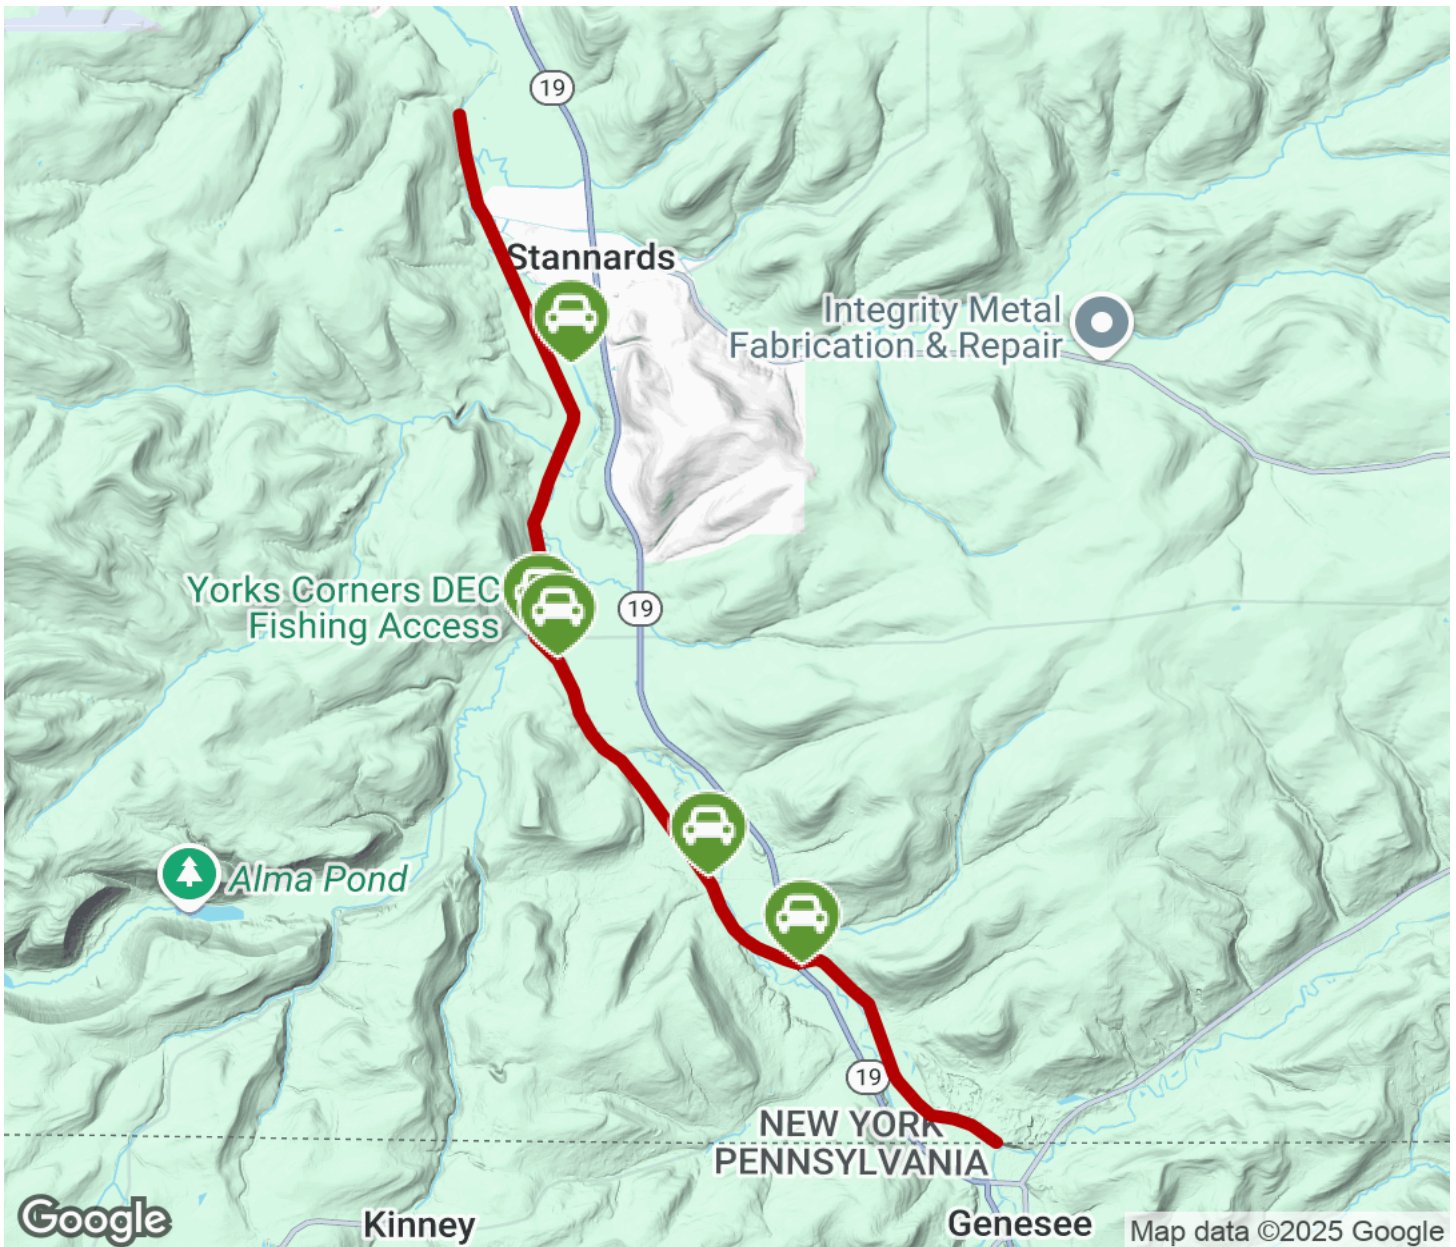 19
Stannards
Integrity Metal
Fabrication & Repair
Yorks Corners DEC
Fishing Access
19
Alma Pond
19
NEW YORK
PENNSYLVANIA
Kinney
Genesee
Google
Map data ©2025 Google